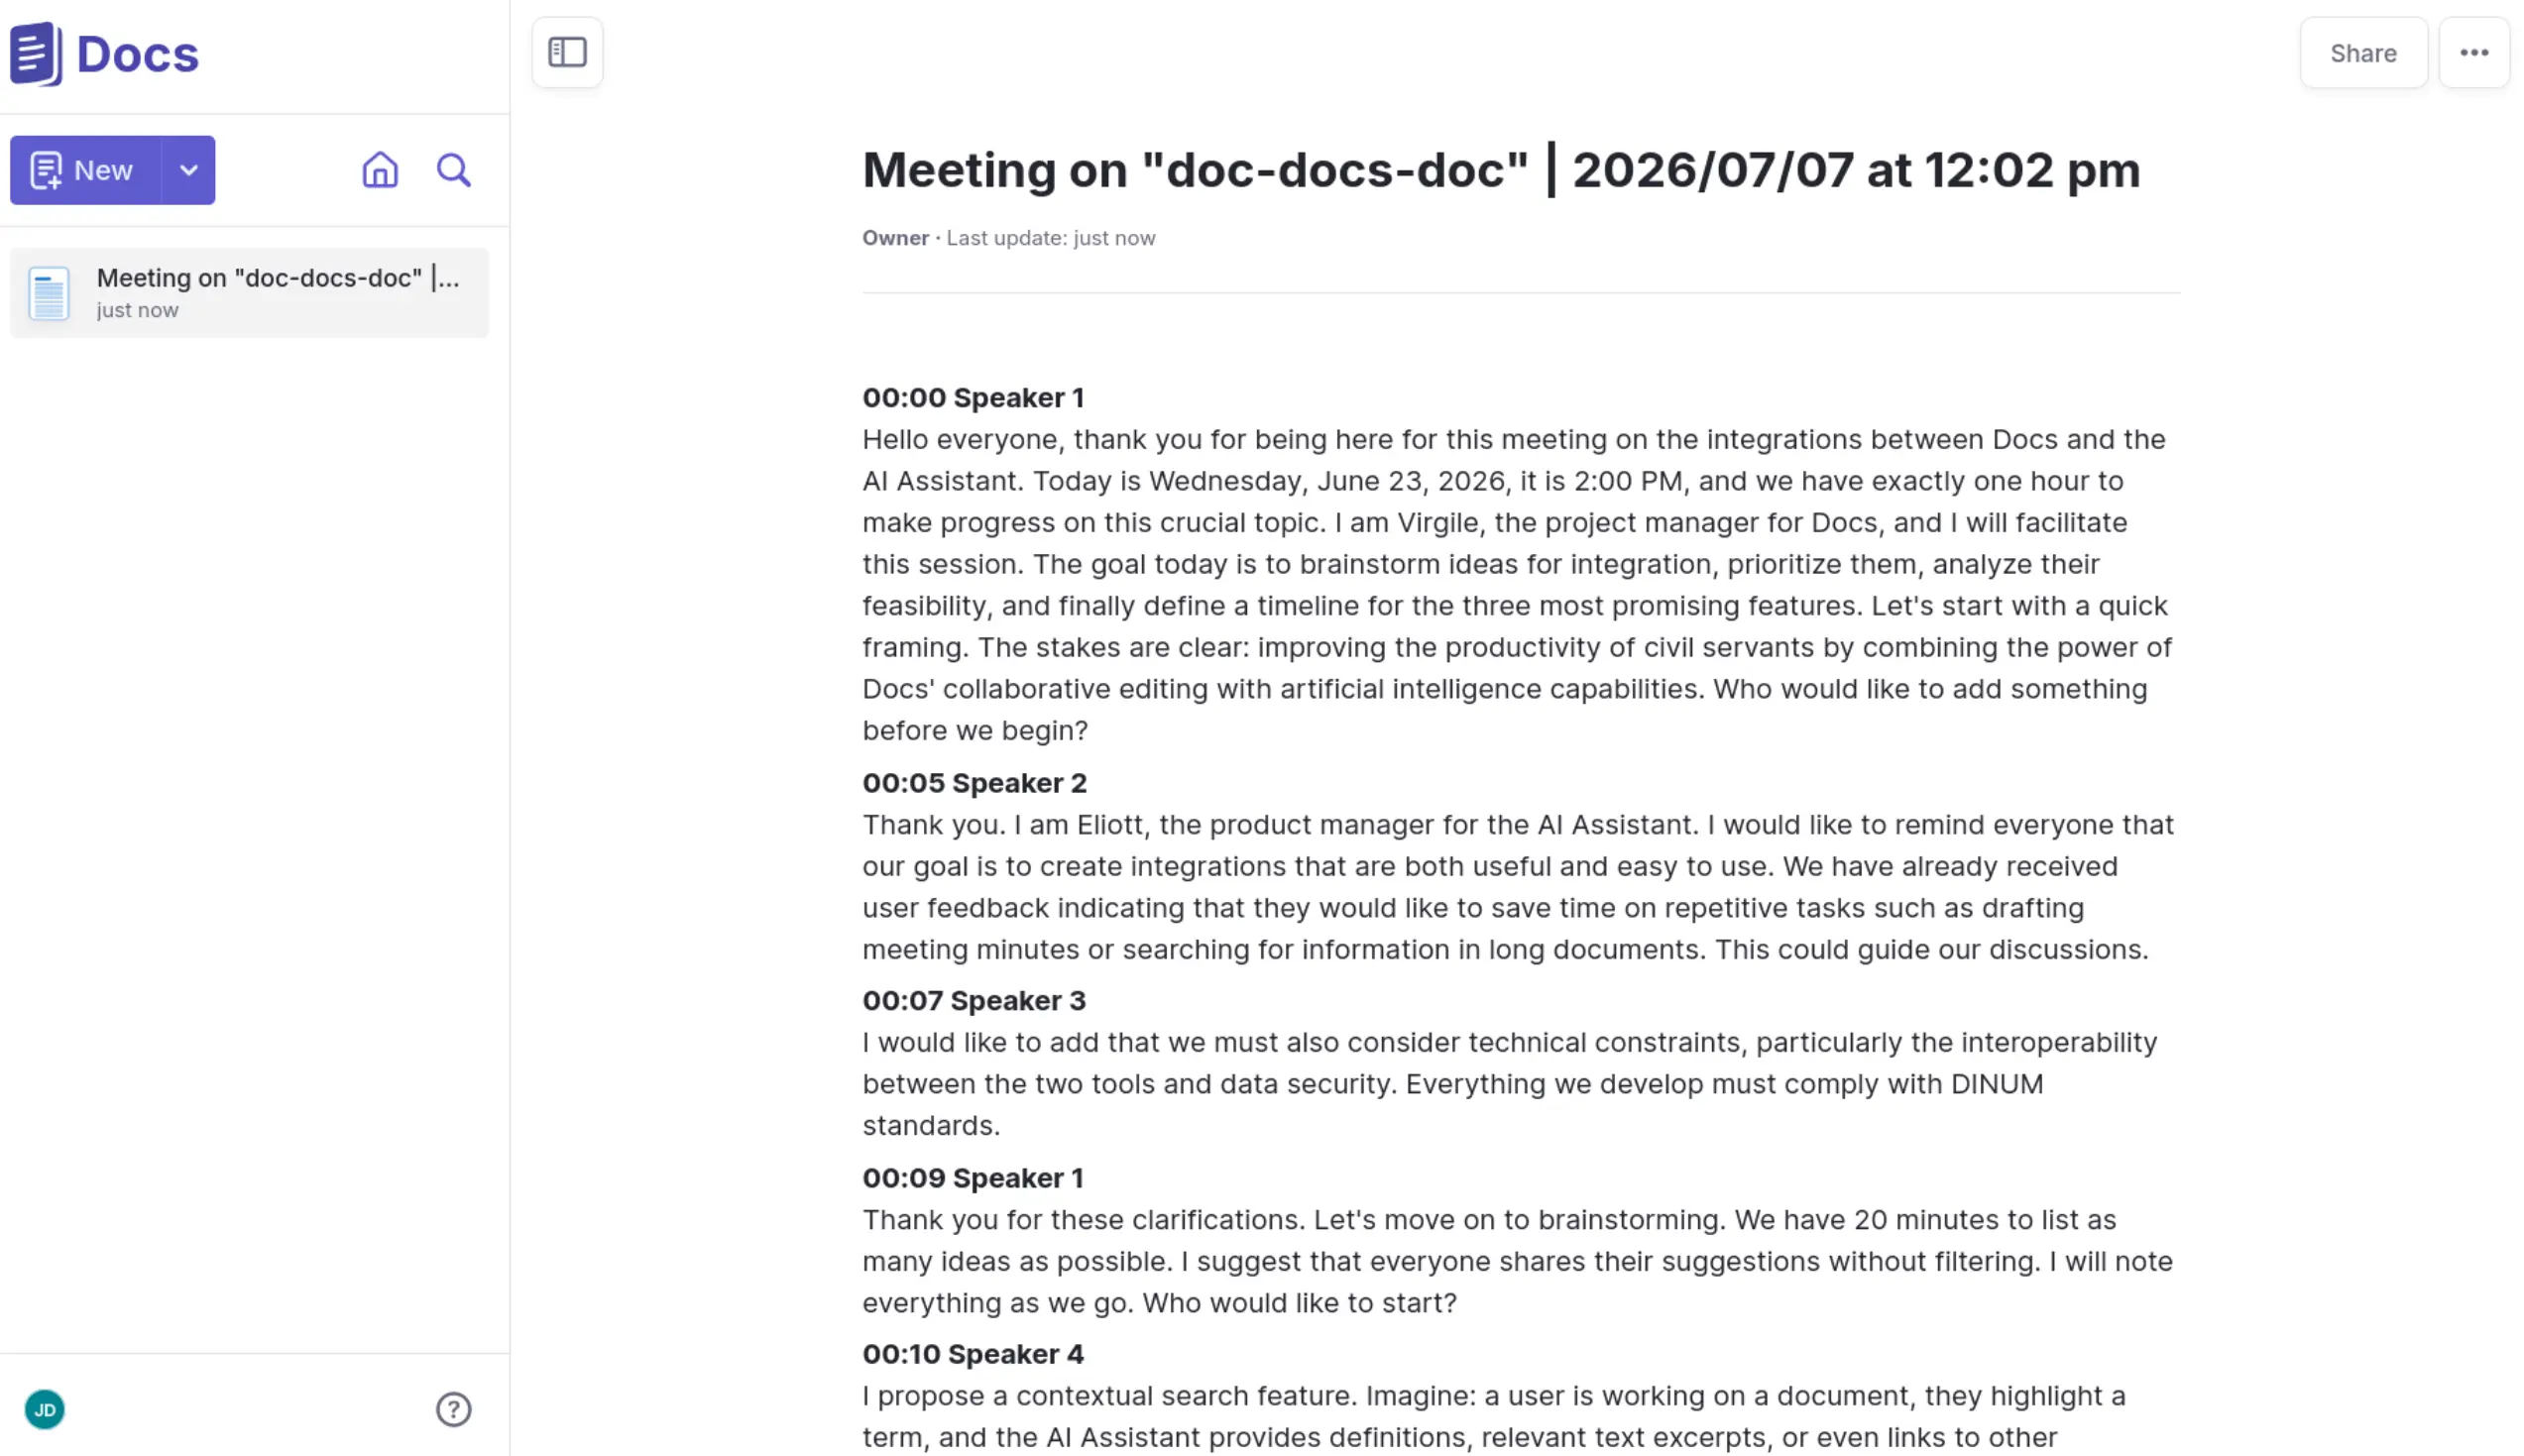 Docs
Share
New
Meeting on "doc-docs-doc" |...
just now
Meeting on "doc-docs-doc" | 2026/07/07 at 12:02 pm
Owner · Last update: just now
00:00 Speaker 1
Hello everyone, thank you for being here for this meeting on the integrations between Docs and the
AI Assistant. Today is Wednesday, June 23, 2026, it is 2:00 PM, and we have exactly one hour to
make progress on this crucial topic. I am Virgile, the project manager for Docs, and I will facilitate
this session. The goal today is to brainstorm ideas for integration, prioritize them, analyze their
feasibility, and finally define a timeline for the three most promising features. Let's start with a quick
framing. The stakes are clear: improving the productivity of civil servants by combining the power of
Docs' collaborative editing with artificial intelligence capabilities. Who would like to add something
before we begin?
00:05 Speaker 2
Thank you. I am Eliott, the product manager for the AI Assistant. I would like to remind everyone that
our goal is to create integrations that are both useful and easy to use. We have already received
user feedback indicating that they would like to save time on repetitive tasks such as drafting
meeting minutes or searching for information in long documents. This could guide our discussions.
00:07 Speaker 3
I would like to add that we must also consider technical constraints, particularly the interoperability
between the two tools and data security. Everything we develop must comply with DINUM
standards.
00:09 Speaker 1
Thank you for these clarifications. Let's move on to brainstorming. We have 20 minutes to list as
many ideas as possible. I suggest that everyone shares their suggestions without filtering. I will note
everything as we go. Who would like to start?
00:10 Speaker 4
I propose a contextual search feature. Imagine: a user is working on a document, they highlight a
term, and the AI Assistant provides definitions, relevant text excerpts, or even links to other
JD